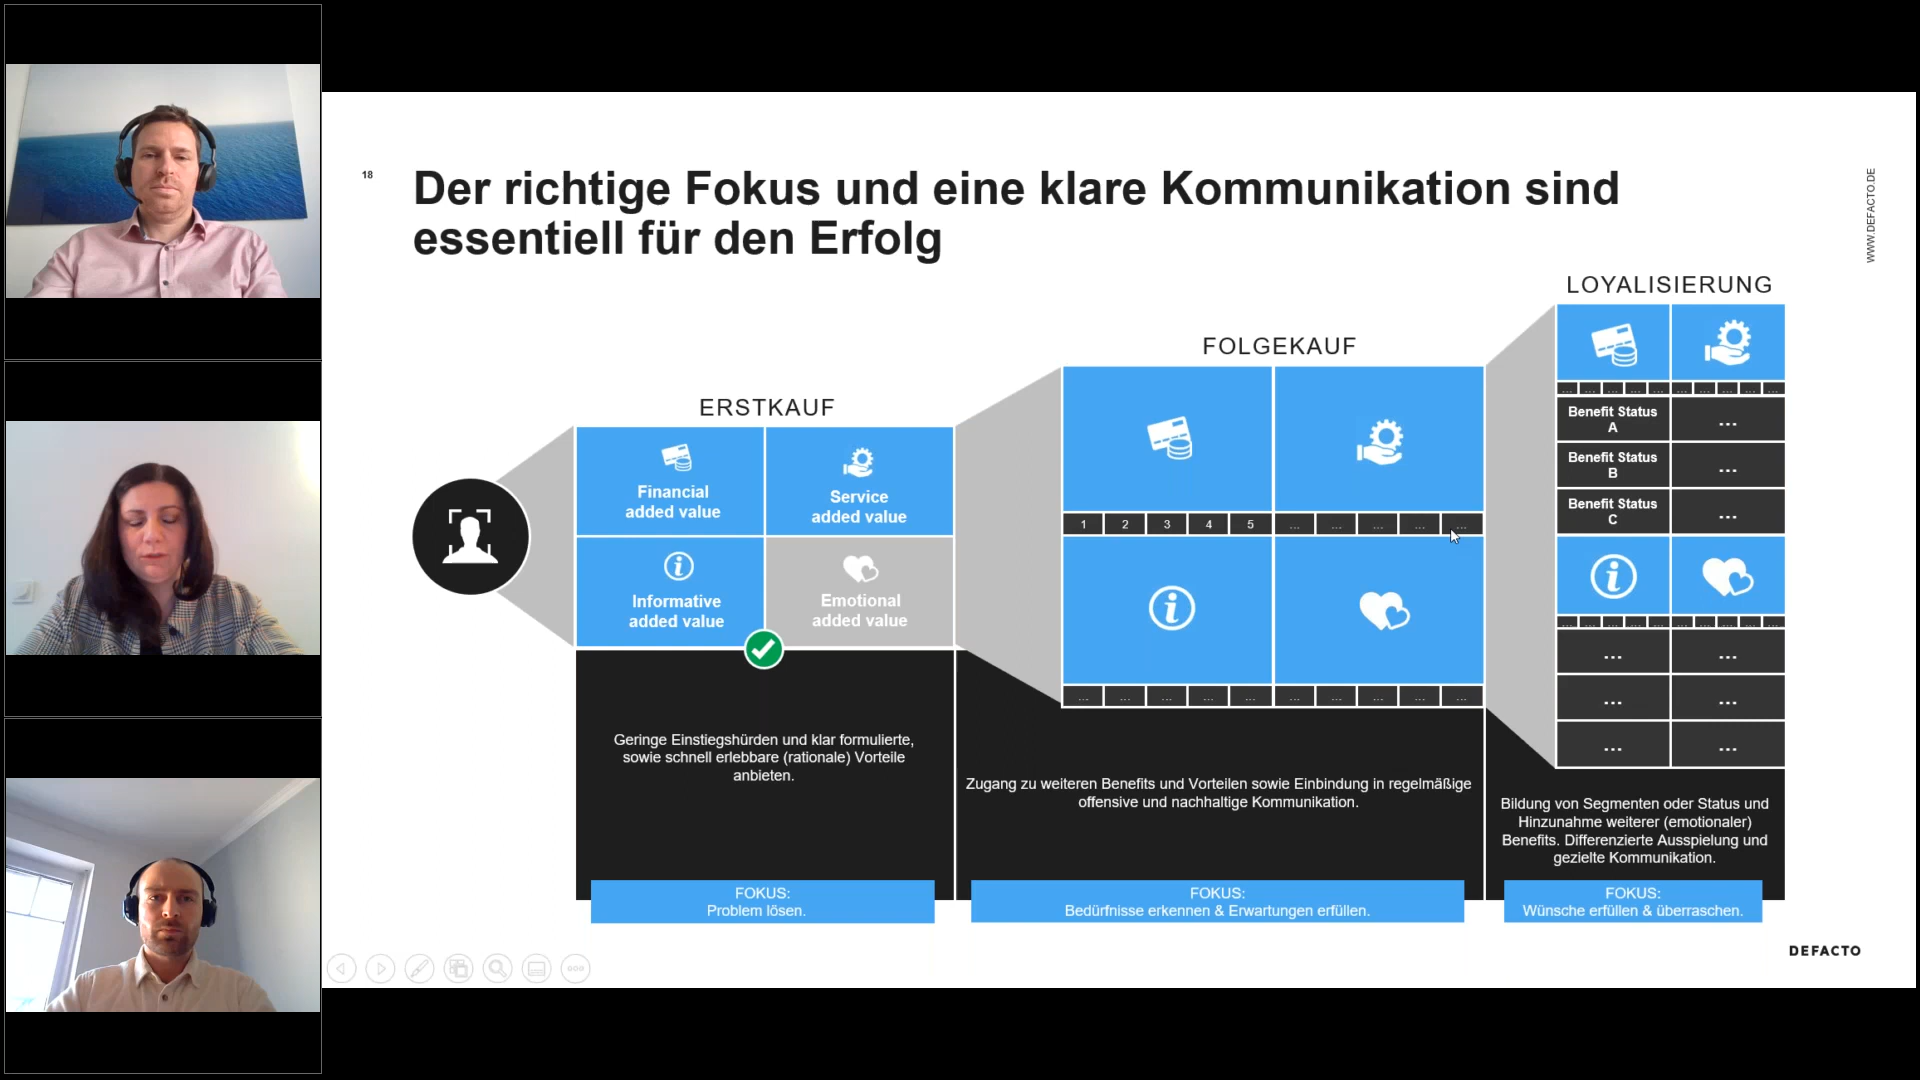 18
Der richtige Fokus und eine klare Kommunikation sind
essentiell für den Erfolg
WWW.DEFACTO.DE
ERSTKAUF
Financial
added value
Service
added value
Informative
added value
Emotional
added value
Geringe Einstiegshürden und klar formulierte,
sowie schnell erlebbare (rationale) Vorteile
anbieten.
FOKUS:
Problem lösen.
FOLGEKAUF
1 2 3 4 5 ... ... ... ... ...
... ... ... ... ... ... ... ... ... ...
Zugang zu weiteren Benefits und Vorteilen sowie Einbindung in regelmäßige
offensive und nachhaltige Kommunikation.
FOKUS:
Bedürfnisse erkennen & Erwartungen erfüllen.
LOYALISIERUNG
... ... ... ... ... ... ... ... ... ...
Benefit Status
A
...
Benefit Status
B
...
Benefit Status
C
...
... ... ... ... ... ... ... ... ... ...
... ...
... ...
... ...
Bildung von Segmenten oder Status und
Hinzunahme weiterer (emotionaler)
Benefits. Differenzierte Ausspielung und
gezielte Kommunikation.
FOKUS:
Wünsche erfüllen & überraschen.
DEFACTO